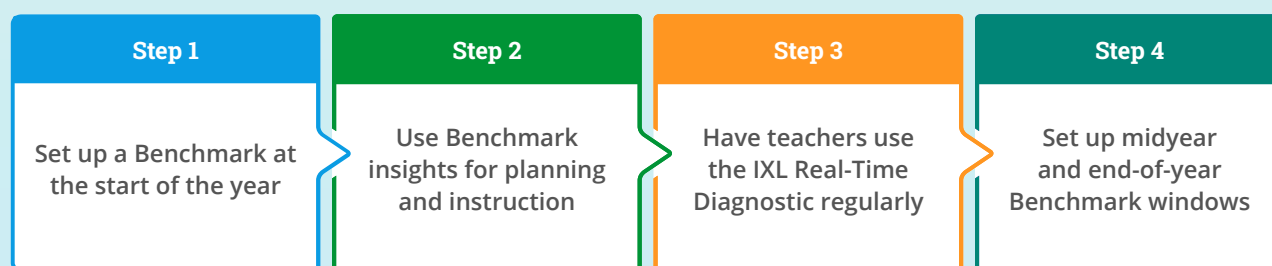 Step 1
Set up a Benchmark at
the start of the year
Step 2
Use Benchmark
insights for planning
and instruction
Step 3
Have teachers use
the IXL Real-Time
Diagnostic regularly
Step 4
Set up midyear
and end-of-year
Benchmark windows